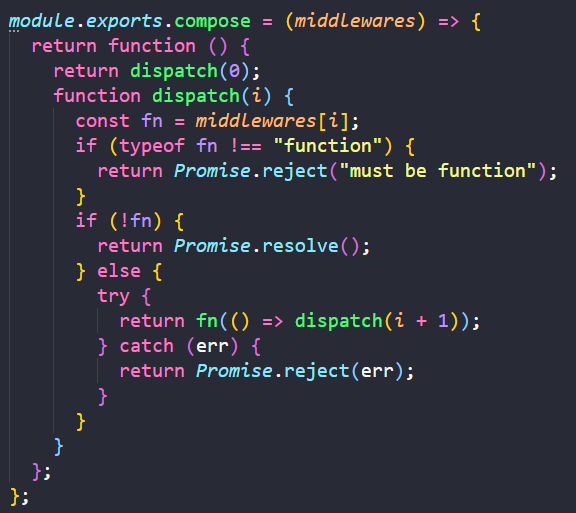 module.exports.compose = (middlewares) => {
  return function () {
    return dispatch(0);
    function dispatch(i) {
      const fn = middlewares[i];
      if (typeof fn !== "function") {
        return Promise.reject("must be function");
      }
      if (!fn) {
        return Promise.resolve();
      } else {
        try {
          return fn(() => dispatch(i + 1));
        } catch (err) {
          return Promise.reject(err);
        }
      }
    }
  };
};